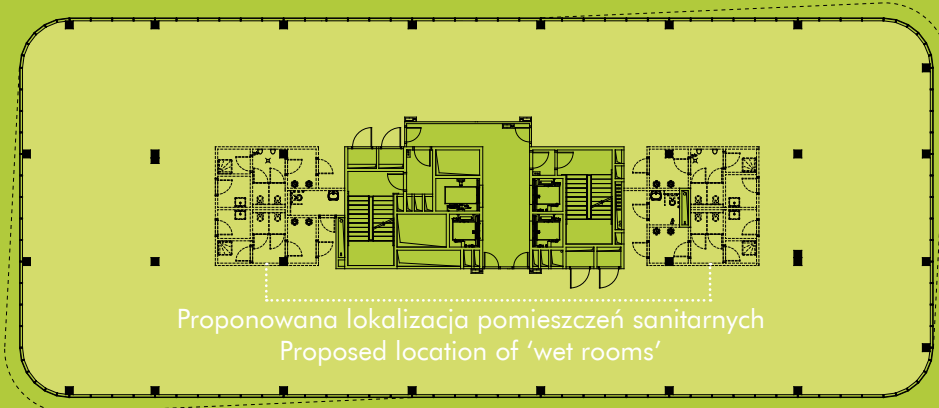 Proponowana lokalizacja pomieszczeń sanitarnych
Proposed location of ‘wet rooms’